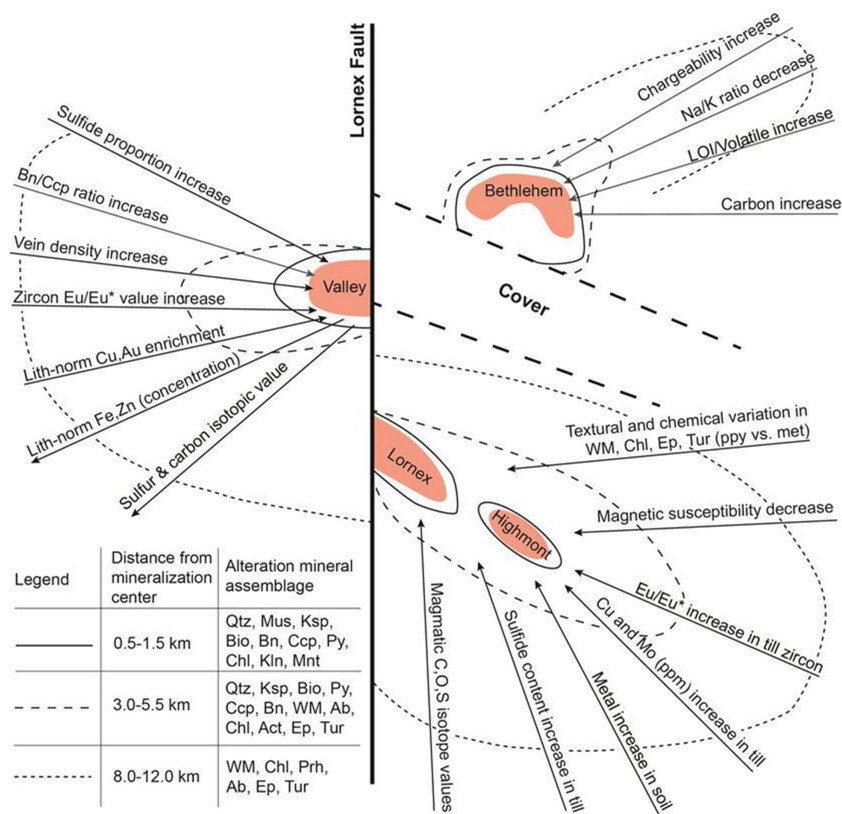 Lornex Fault
Chargeability increase
Na/K ratio decrease
LOI/Volatile increase
Carbon increase
Bethlehem
Cover
Sulfide proportion increase
Bn/Ccp ratio increase
Vein density increase
Zircon Eu/Eu* value increase
Lith-norm Cu,Au enrichment
Lith-norm Fe,Zn (concentration)
Sulfur & carbon isotopic value
Valley
Textural and chemical variation in
WM, Chl, Ep, Tur (ppy vs. met)
Lornex
Highmont
Magnetic susceptibility decrease
Eu/Eu* increase in till zircon
Cu and Mo (ppm) increase in till
Metal increase in soil
Sulfide content increase in till
Magmatic C,O,S isotope values
Legend
Distance from
mineralization
center
Alteration mineral
assemblage
0.5-1.5 km
Qtz, Mus, Ksp,
Bio, Bn, Ccp, Py,
Chl, Kln, Mnt
3.0-5.5 km
Qtz, Ksp, Bio, Py,
Ccp, Bn, WM, Ab,
Chl, Act, Ep, Tur
8.0-12.0 km
WM, Chl, Prh,
Ab, Ep, Tur